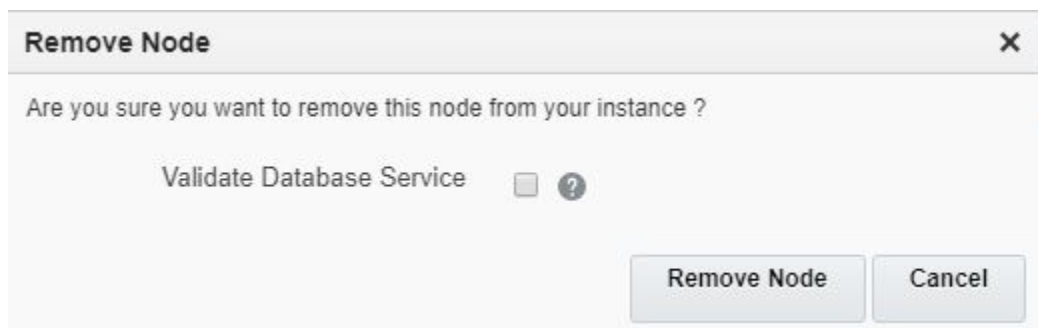 Remove Node
Are you sure you want to remove this node from your instance ?
Validate Database Service
Remove Node Cancel